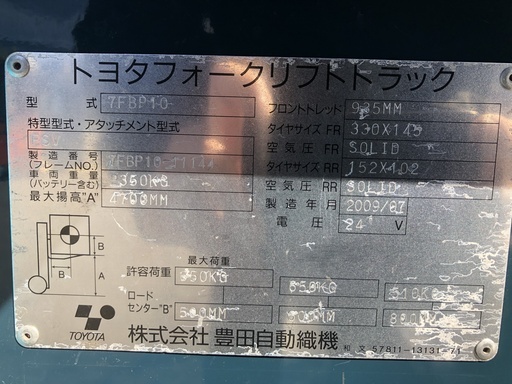 トヨタフォークリフトトラック
型 式 7FBP10
特型型式・アタッチメント型式
製造番号 (フレームNO.)
車両重量 (バッテリー含む)
最大揚高"A"
フロントトレッド 935MM
タイヤサイズ FR 330X145
空気圧 FR SOLID
タイヤサイズ RR 152X102
空気圧 RR SOLID
製造年月 2009/07
電圧 24 V
B
B
A
最大荷重
許容荷重
ロードセンター"B" 500MM
TOYOTA
株式会社 豊田自動織機
和 文 57811-13131-71